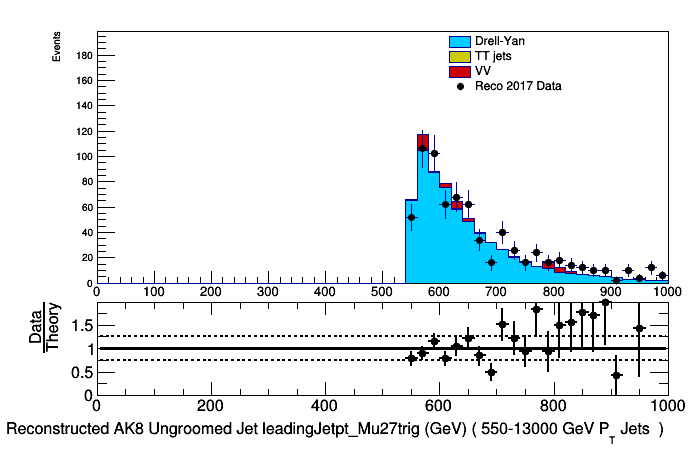 Events
180
160
140
120
100
80
60
40
20
0
Drell-Yan
TT jets
VV
Reco 2017 Data
0 100 200 300 400 500 600 700 800 900 1000
Data
Theory
1.5
1
0.5
0
0 200 400 600 800 1000
Reconstructed AK8 Ungroomed Jet leadingJetpt_Mu27trig (GeV) ( 550-13000 GeV P_T Jets )